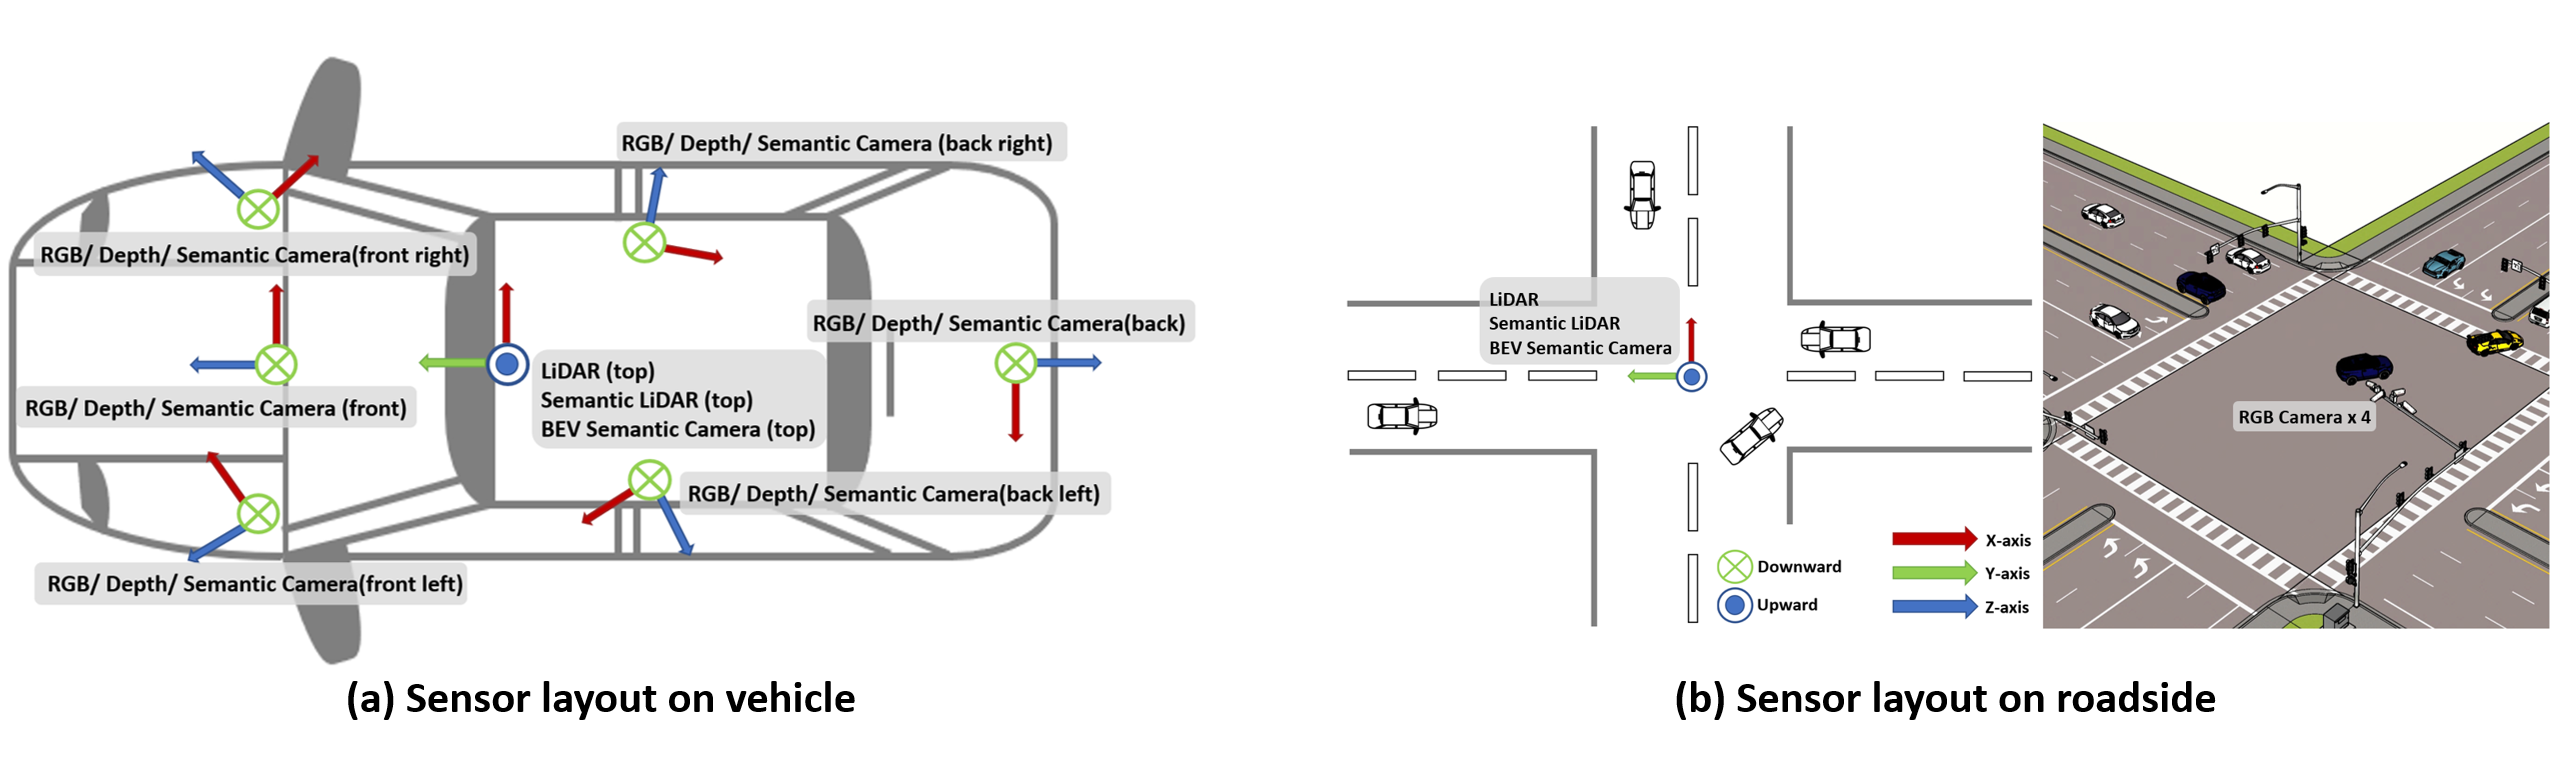 RGB/ Depth/ Semantic Camera (back right)
RGB/ Depth/ Semantic Camera(front right)
RGB/ Depth/ Semantic Camera(back)
LiDAR (top)
Semantic LiDAR (top)
BEV Semantic Camera (top)
RGB/ Depth/ Semantic Camera (front)
RGB/ Depth/ Semantic Camera(back left)
RGB/ Depth/ Semantic Camera(front left)
(a) Sensor layout on vehicle
LiDAR
Semantic LiDAR
BEV Semantic Camera
Downward
Upward
X-axis
Y-axis
Z-axis
RGB Camera x 4
(b) Sensor layout on roadside